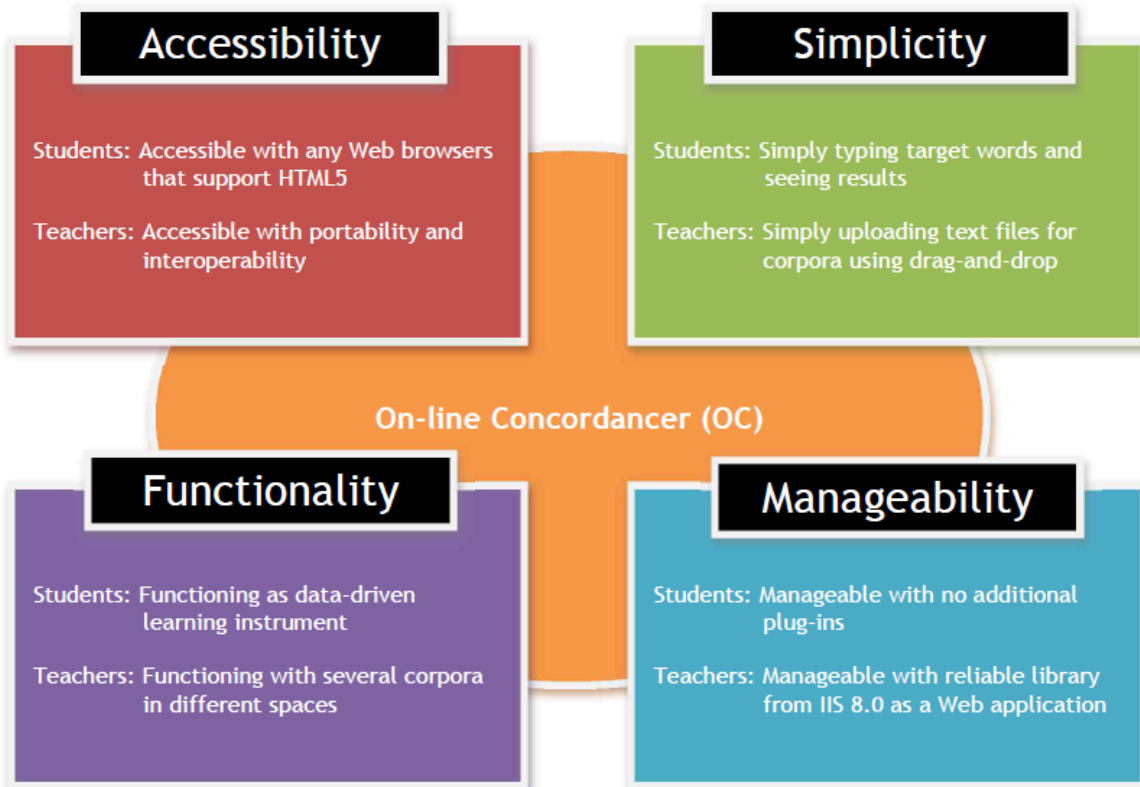 Accessibility
Students: Accessible with any Web browsers
that support HTML5
Teachers: Accessible with portability and
interoperability
Simplicity
Students: Simply typing target words and
seeing results
Teachers: Simply uploading text files for
corpora using drag-and-drop
On-line Concordancer (OC)
Functionality
Students: Functioning as data-driven
learning instrument
Teachers: Functioning with several corpora
in different spaces
Manageability
Students: Manageable with no additional
plug-ins
Teachers: Manageable with reliable library
from IIS 8.0 as a Web application